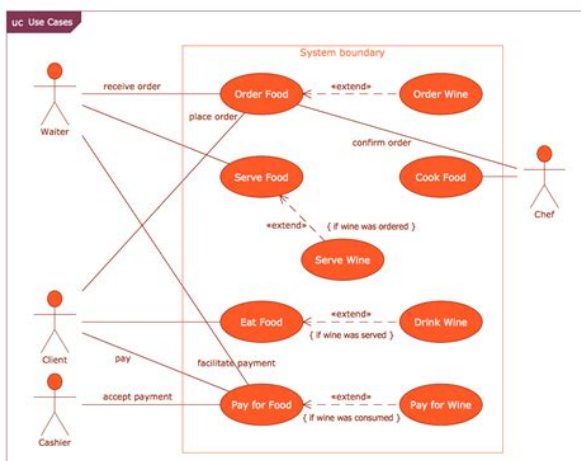 uc Use Cases
System boundary
receive order
Order Food
«extend»
Order Wine
Waiter
place order
confirm order
Serve Food
Cook Food
Chef
«extend»
{ if wine was ordered }
Serve Wine
Eat Food
«extend»
Drink Wine
{ if wine was served }
Client
pay
facilitate payment
accept payment
Pay for Food
«extend»
Pay for Wine
{ if wine was consumed }
Cashier